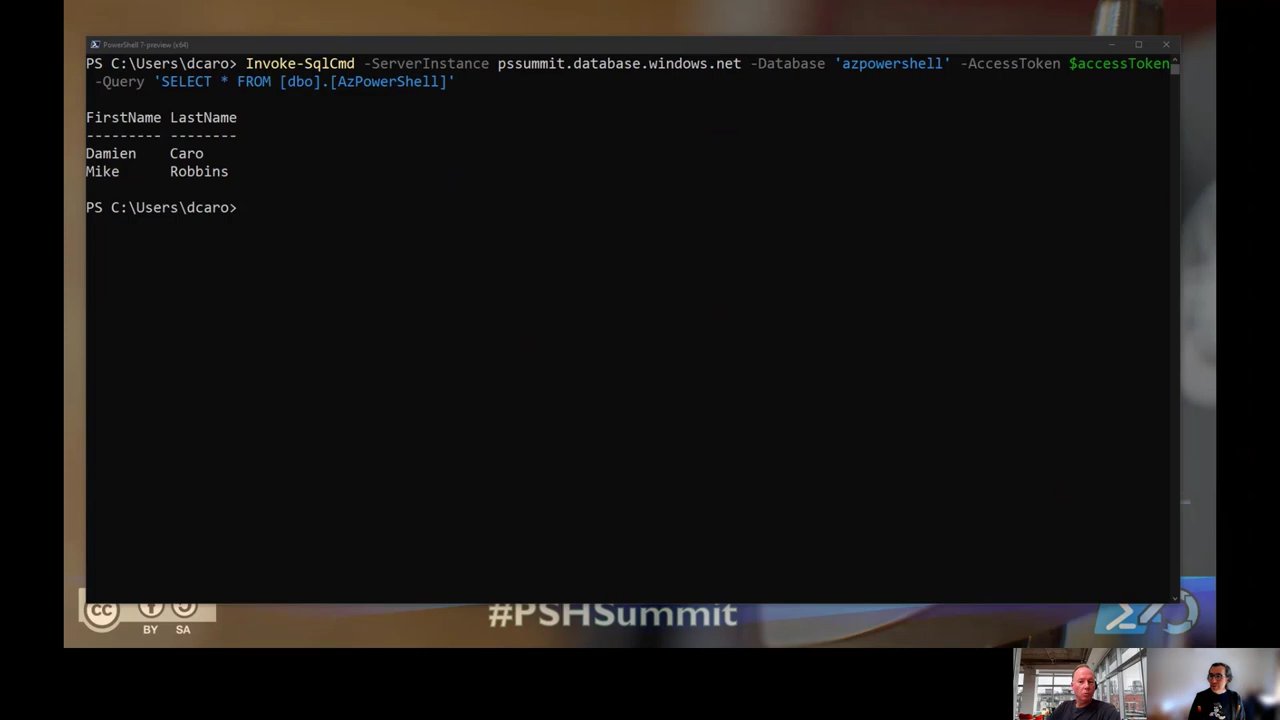 PowerShell 7-preview (x64)
PS C:\Users\dcaro> Invoke-SqlCmd -ServerInstance pssummit.database.windows.net -Database 'azpowershell' -AccessToken $accessToken
-Query 'SELECT * FROM [dbo].[AzPowerShell]'
FirstName LastName
--------- --------
Damien Caro
Mike Robbins
PS C:\Users\dcaro>
cc
BY SA
#PSHSummit